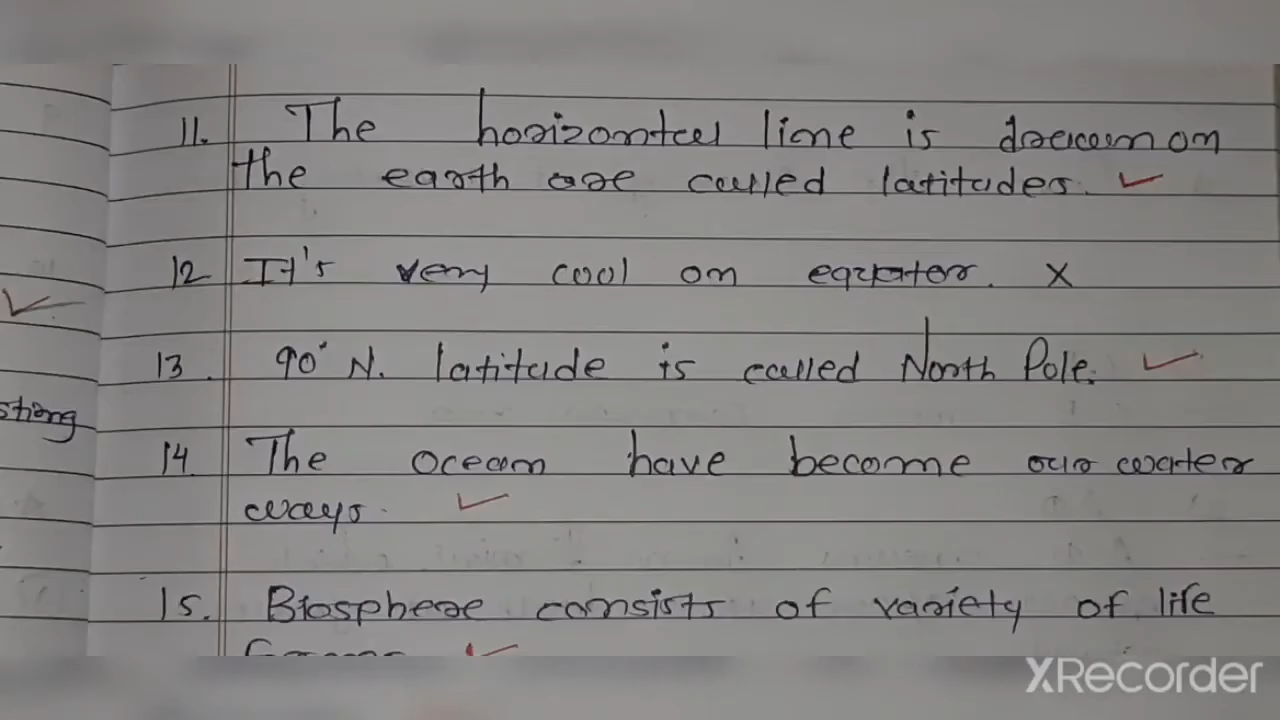 11. The horizontal line is drawn on
the earth are called latitudes. ✓
12 It's very cool on equator. X
13. 90° N. latitude is called North Pole. ✓
strong
14 The ocean have become our water
ways. ✓
15. Biosphere consists of variety of life
XRecorder